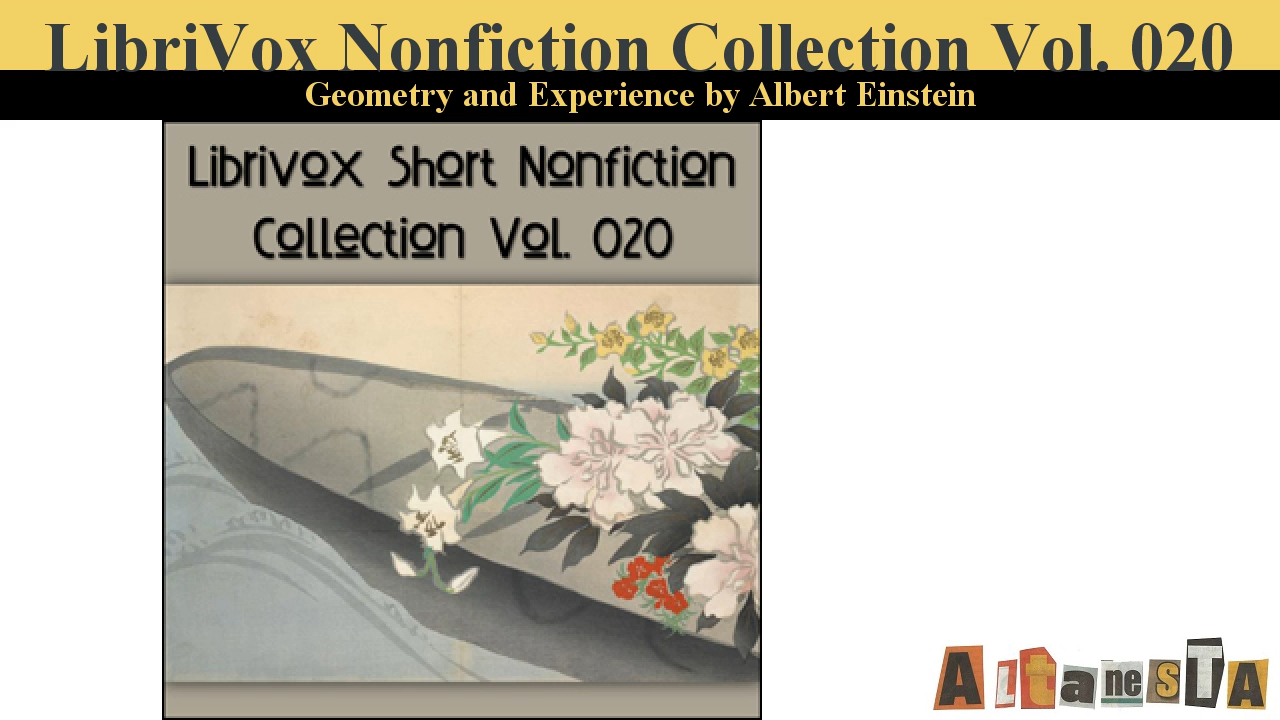 LibriVox Nonfiction Collection Vol. 020
Geometry and Experience by Albert Einstein
Librivox Short Nonfiction
Collection Vol. 020
AltanesTA